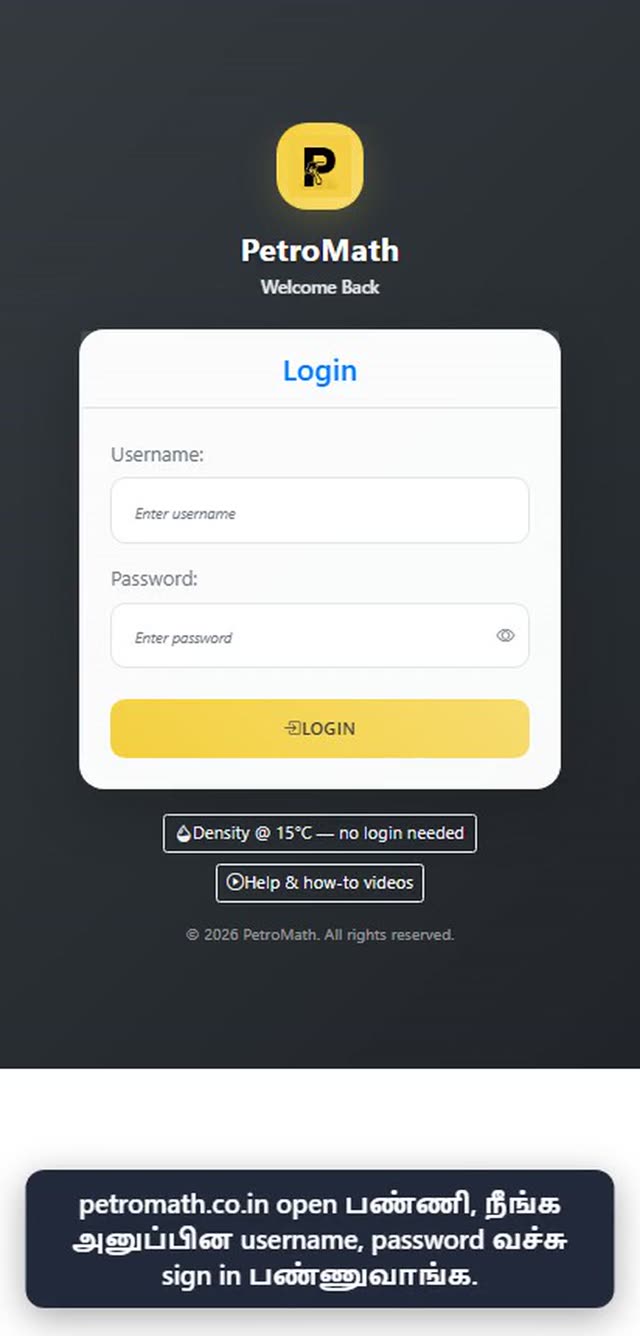 P
PetroMath
Welcome Back
Login
Username:
Enter username
Password:
Enter password
LOGIN
Density @ 15°C — no login needed
Help & how-to videos
© 2026 PetroMath. All rights reserved.
petromath.co.in open பண்ணி, நீங்க
அனுப்பின username, password வச்சு
sign in பண்ணுவாங்க.